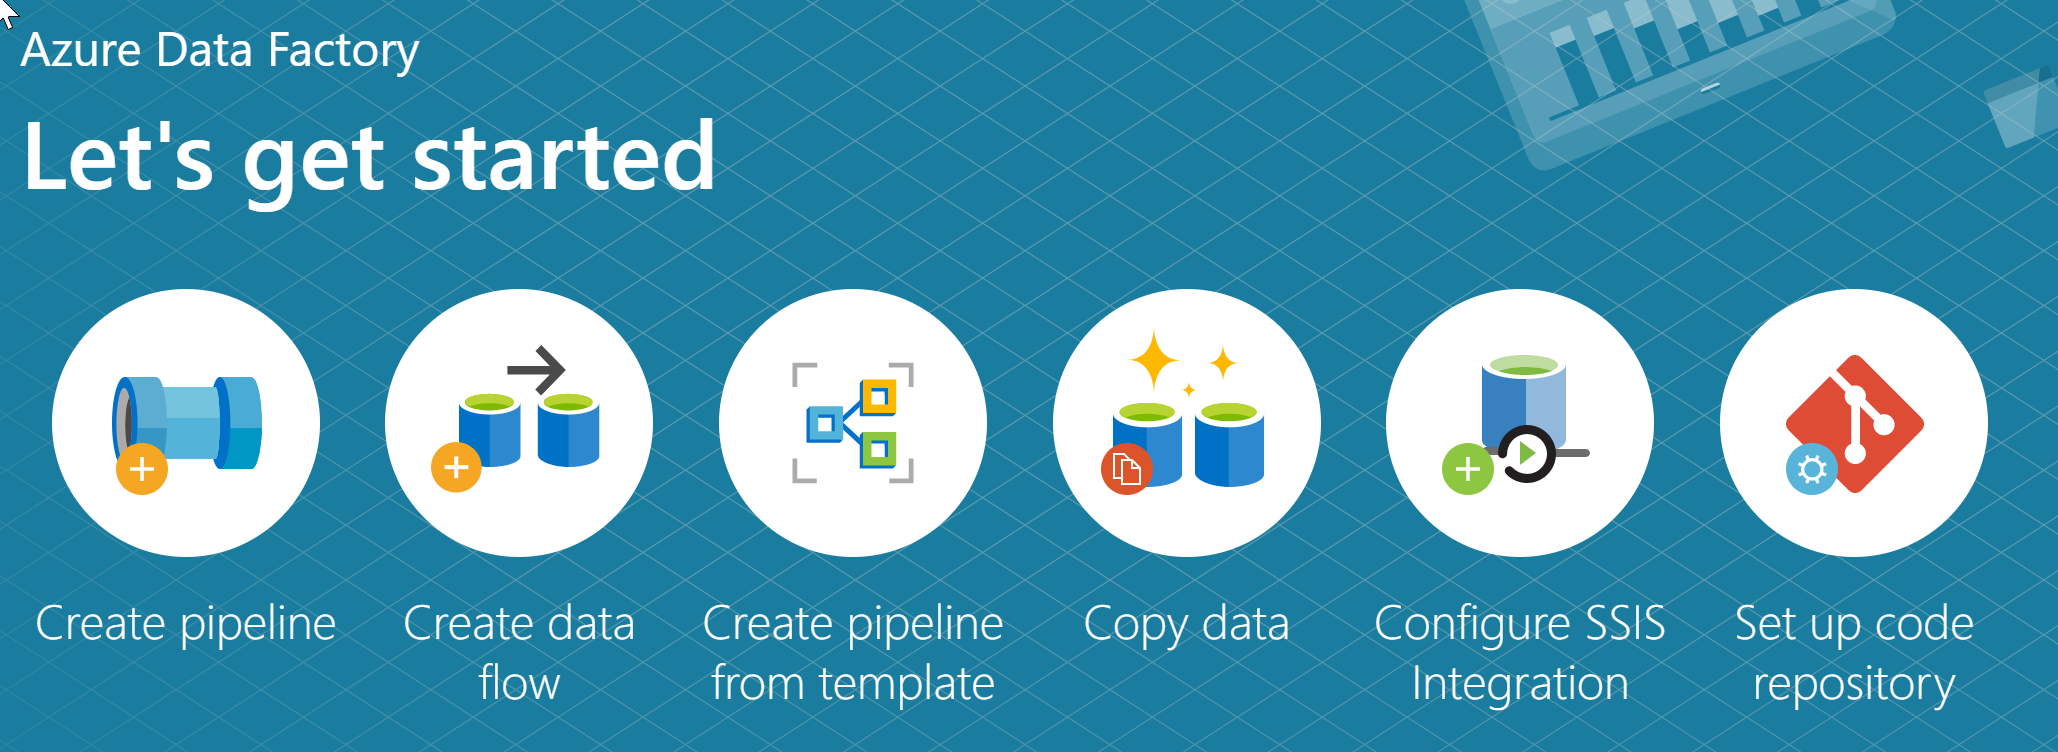 Azure Data Factory
Let's get started
Create pipeline
Create data
flow
Create pipeline
from template
Copy data
Configure SSIS
Integration
Set up code
repository